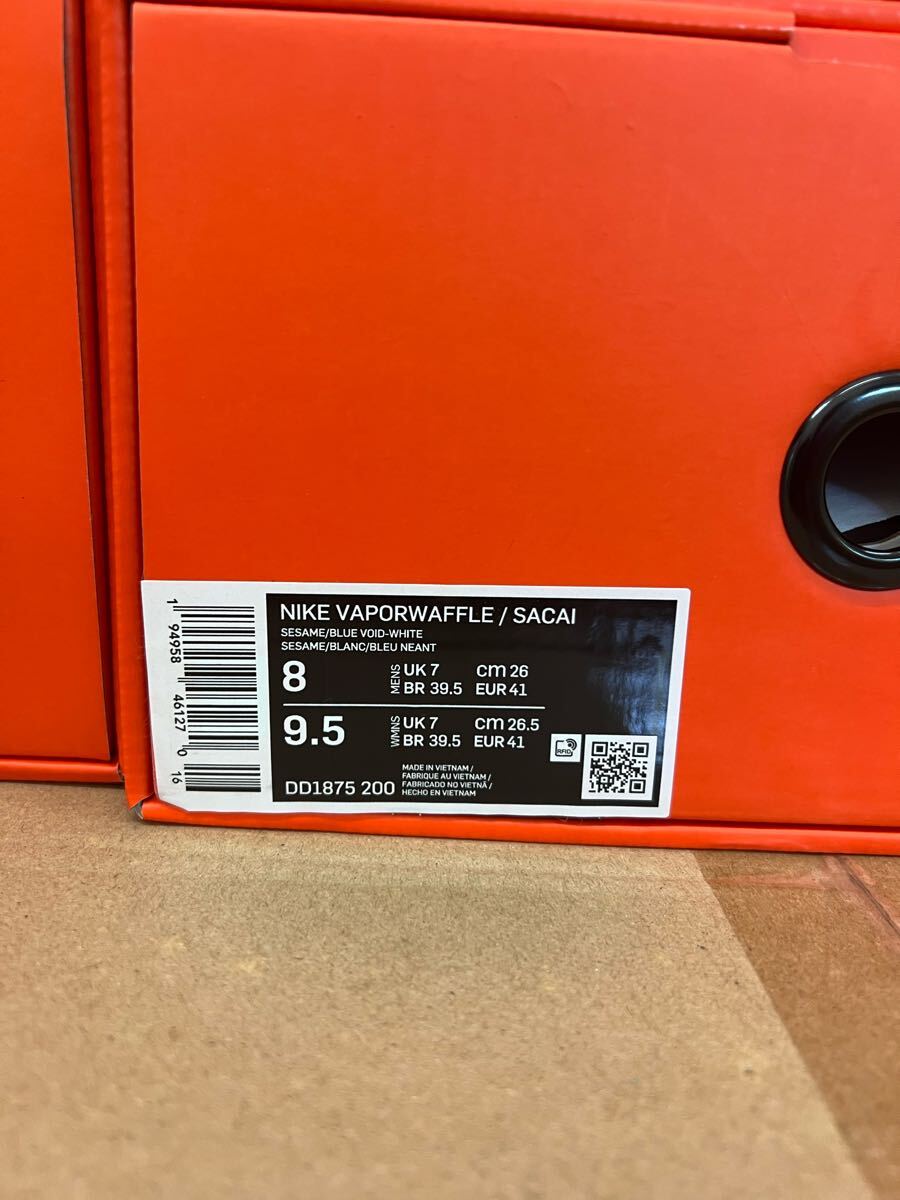 1 94958 46127 0 16
NIKE VAPORWAFFLE / SACAI
SESAME/BLUE VOID-WHITE
SESAME/BLANC/BLEU NEANT
8 MENS UK 7 CM 26
BR 39.5 EUR 41
9.5 WMNS UK 7 CM 26.5
BR 39.5 EUR 41
RFID
DD1875 200
MADE IN VIETNAM /
FABRIQUE AU VIETNAM /
FABRICADO NO VIETNÃ /
HECHO EN VIETNAM